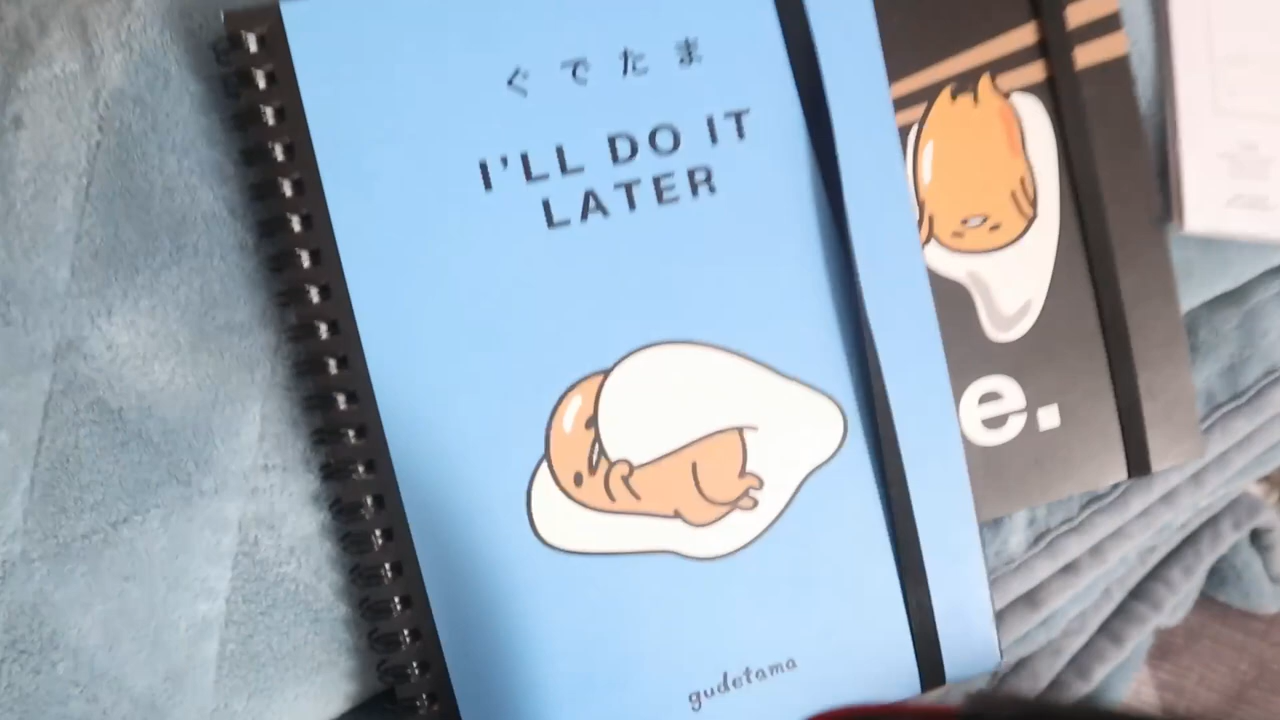 ぐでたま
I'LL DO IT
LATER
gudetama
e.